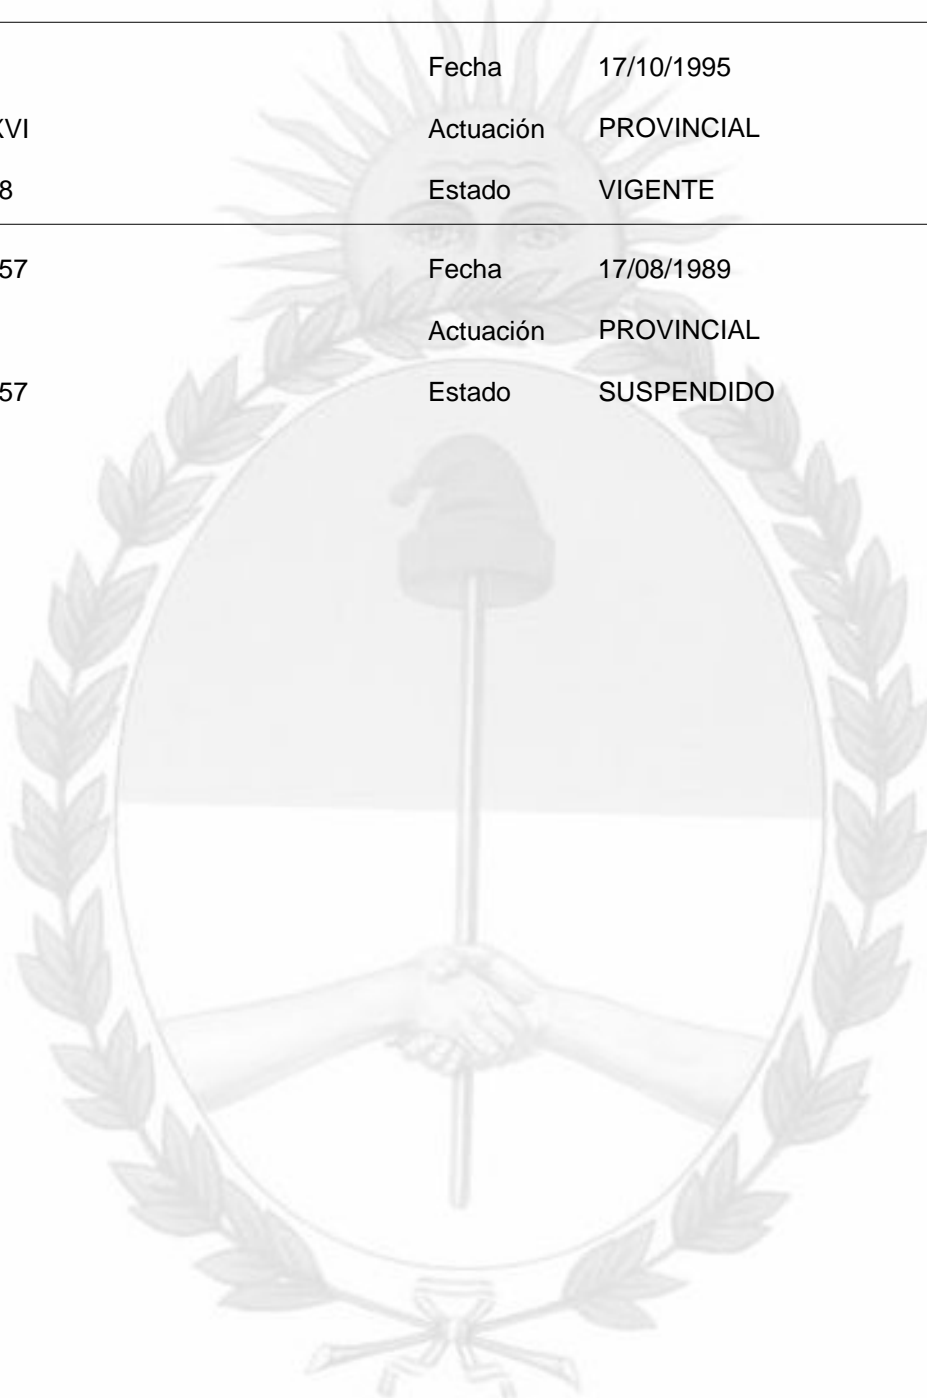 Fecha 17/10/1995
XVI Actuación PROVINCIAL
8 Estado VIGENTE
57 Fecha 17/08/1989
Actuación PROVINCIAL
57 Estado SUSPENDIDO